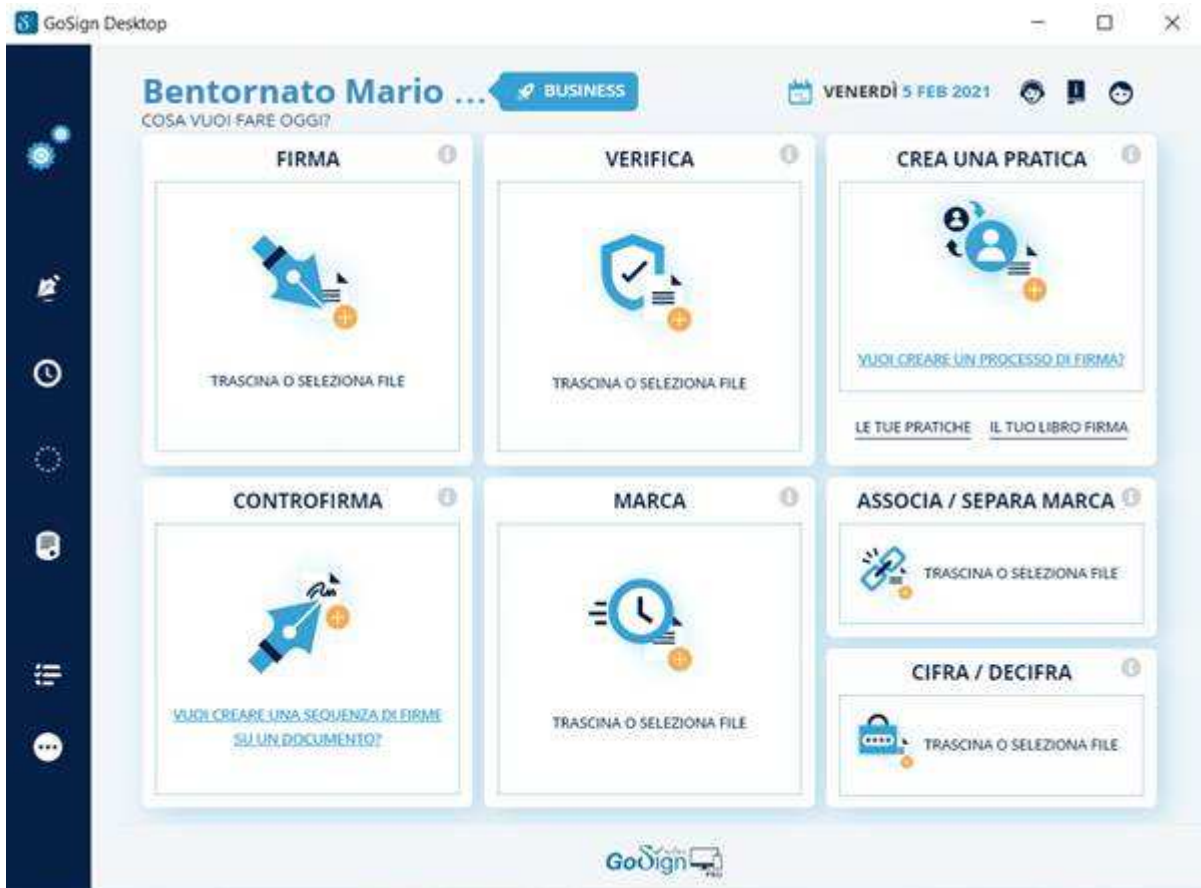 GoSign Desktop
Bentornato Mario ...
BUSINESS
VENERDÌ 5 FEB 2021
COSA VUOI FARE OGGI?
FIRMA
TRASCINA O SELEZIONA FILE
VERIFICA
TRASCINA O SELEZIONA FILE
CREA UNA PRATICA
VUOI CREARE UN PROCESSO DI FIRMA?
LE TUE PRATICHE IL TUO LIBRO FIRMA
CONTROFIRMA
VUOI CREARE UNA SEQUENZA DI FIRME
SU UN DOCUMENTO?
MARCA
TRASCINA O SELEZIONA FILE
ASSOCIA / SEPARA MARCA
TRASCINA O SELEZIONA FILE
CIFRA / DECIFRA
TRASCINA O SELEZIONA FILE
GoSign
PRO